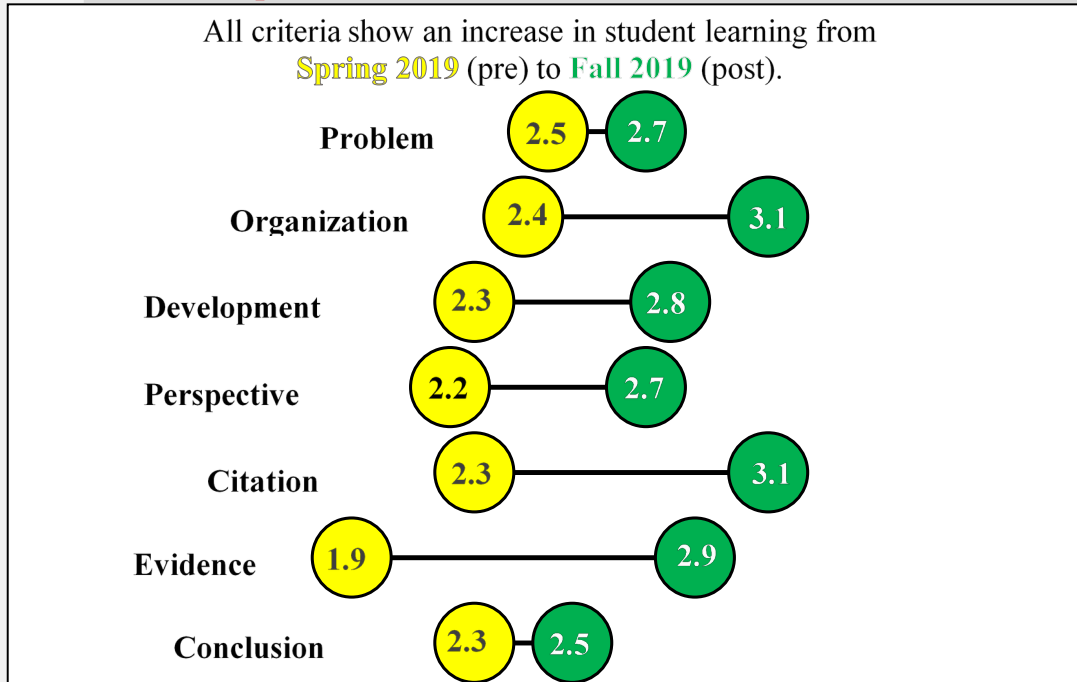 All criteria show an increase in student learning from
Spring 2019 (pre) to Fall 2019 (post).
Problem 2.5 2.7
Organization 2.4 3.1
Development 2.3 2.8
Perspective 2.2 2.7
Citation 2.3 3.1
Evidence 1.9 2.9
Conclusion 2.3 2.5